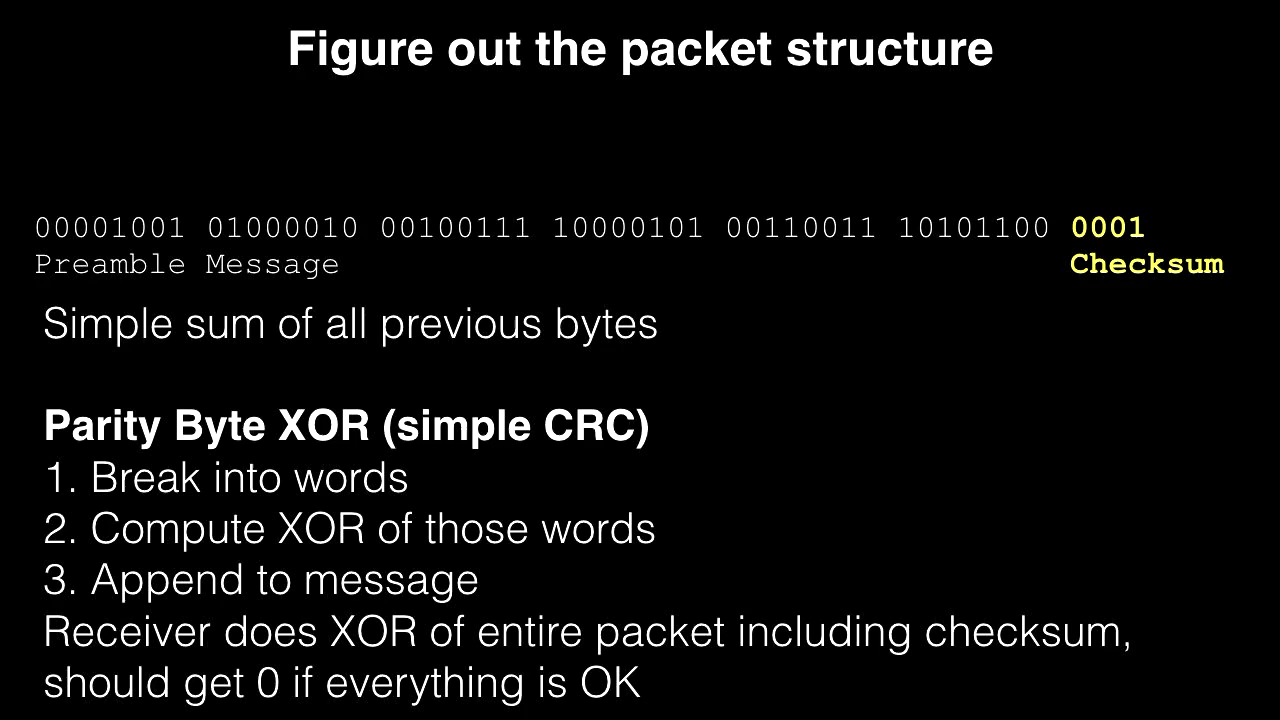 Figure out the packet structure
00001001 01000010 00100111 10000101 00110011 10101100 0001
Preamble Message Checksum
Simple sum of all previous bytes
Parity Byte XOR (simple CRC)
1. Break into words
2. Compute XOR of those words
3. Append to message
Receiver does XOR of entire packet including checksum,
should get 0 if everything is OK